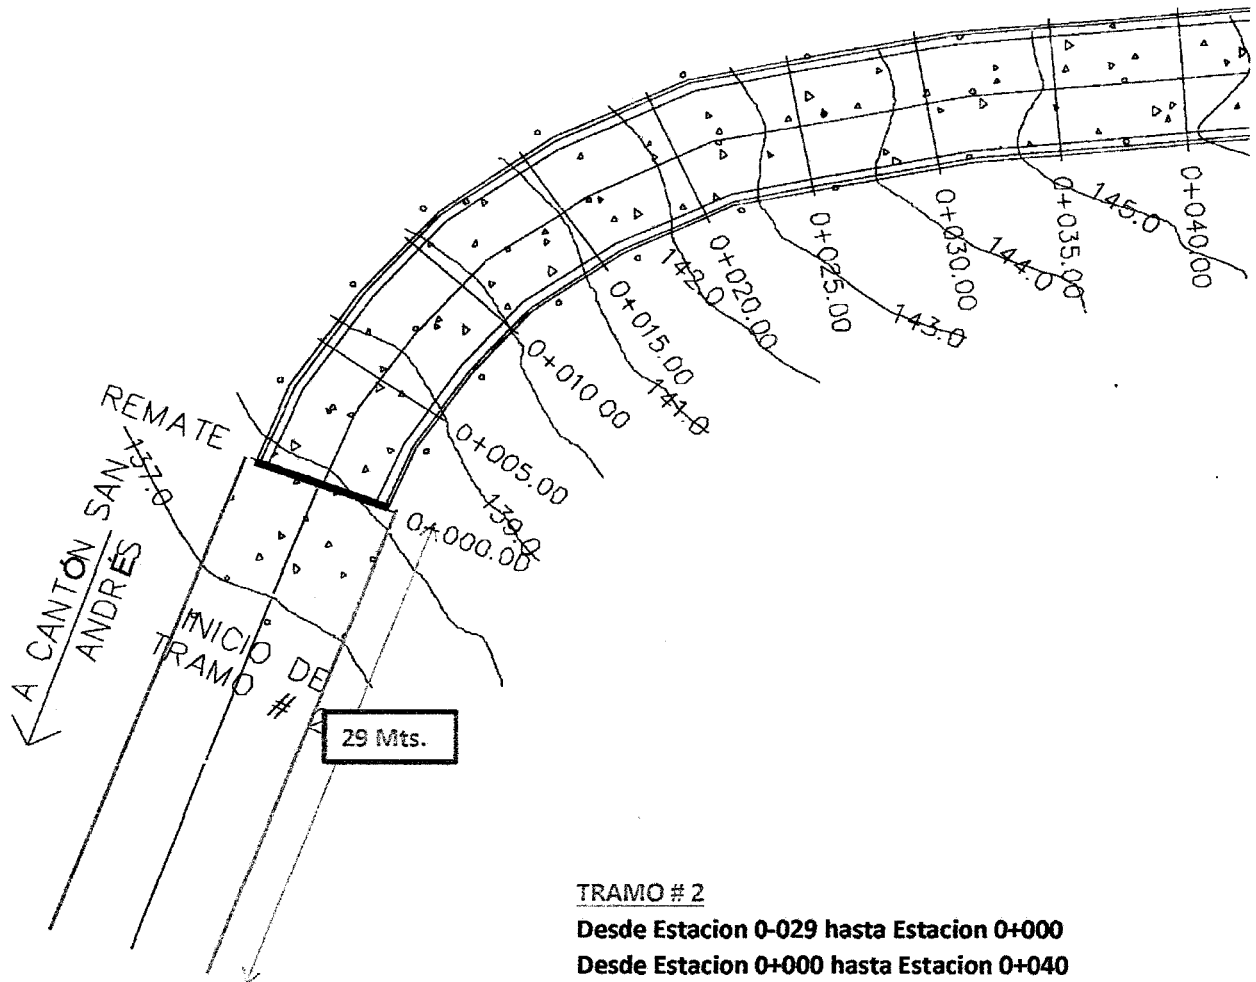 REMATE
137.0
A CANTÓN SAN
ANDRÉS
INICIO DE
TRAMO #
29 Mts.
0+000.00
139.0
0+005.00
0+010.00
141.0
0+015.00
142.0
0+020.00
143.0
0+025.00
144.0
0+030.00
0+035.00
145.0
0+040.00
TRAMO # 2
Desde Estacion 0-029 hasta Estacion 0+000
Desde Estacion 0+000 hasta Estacion 0+040